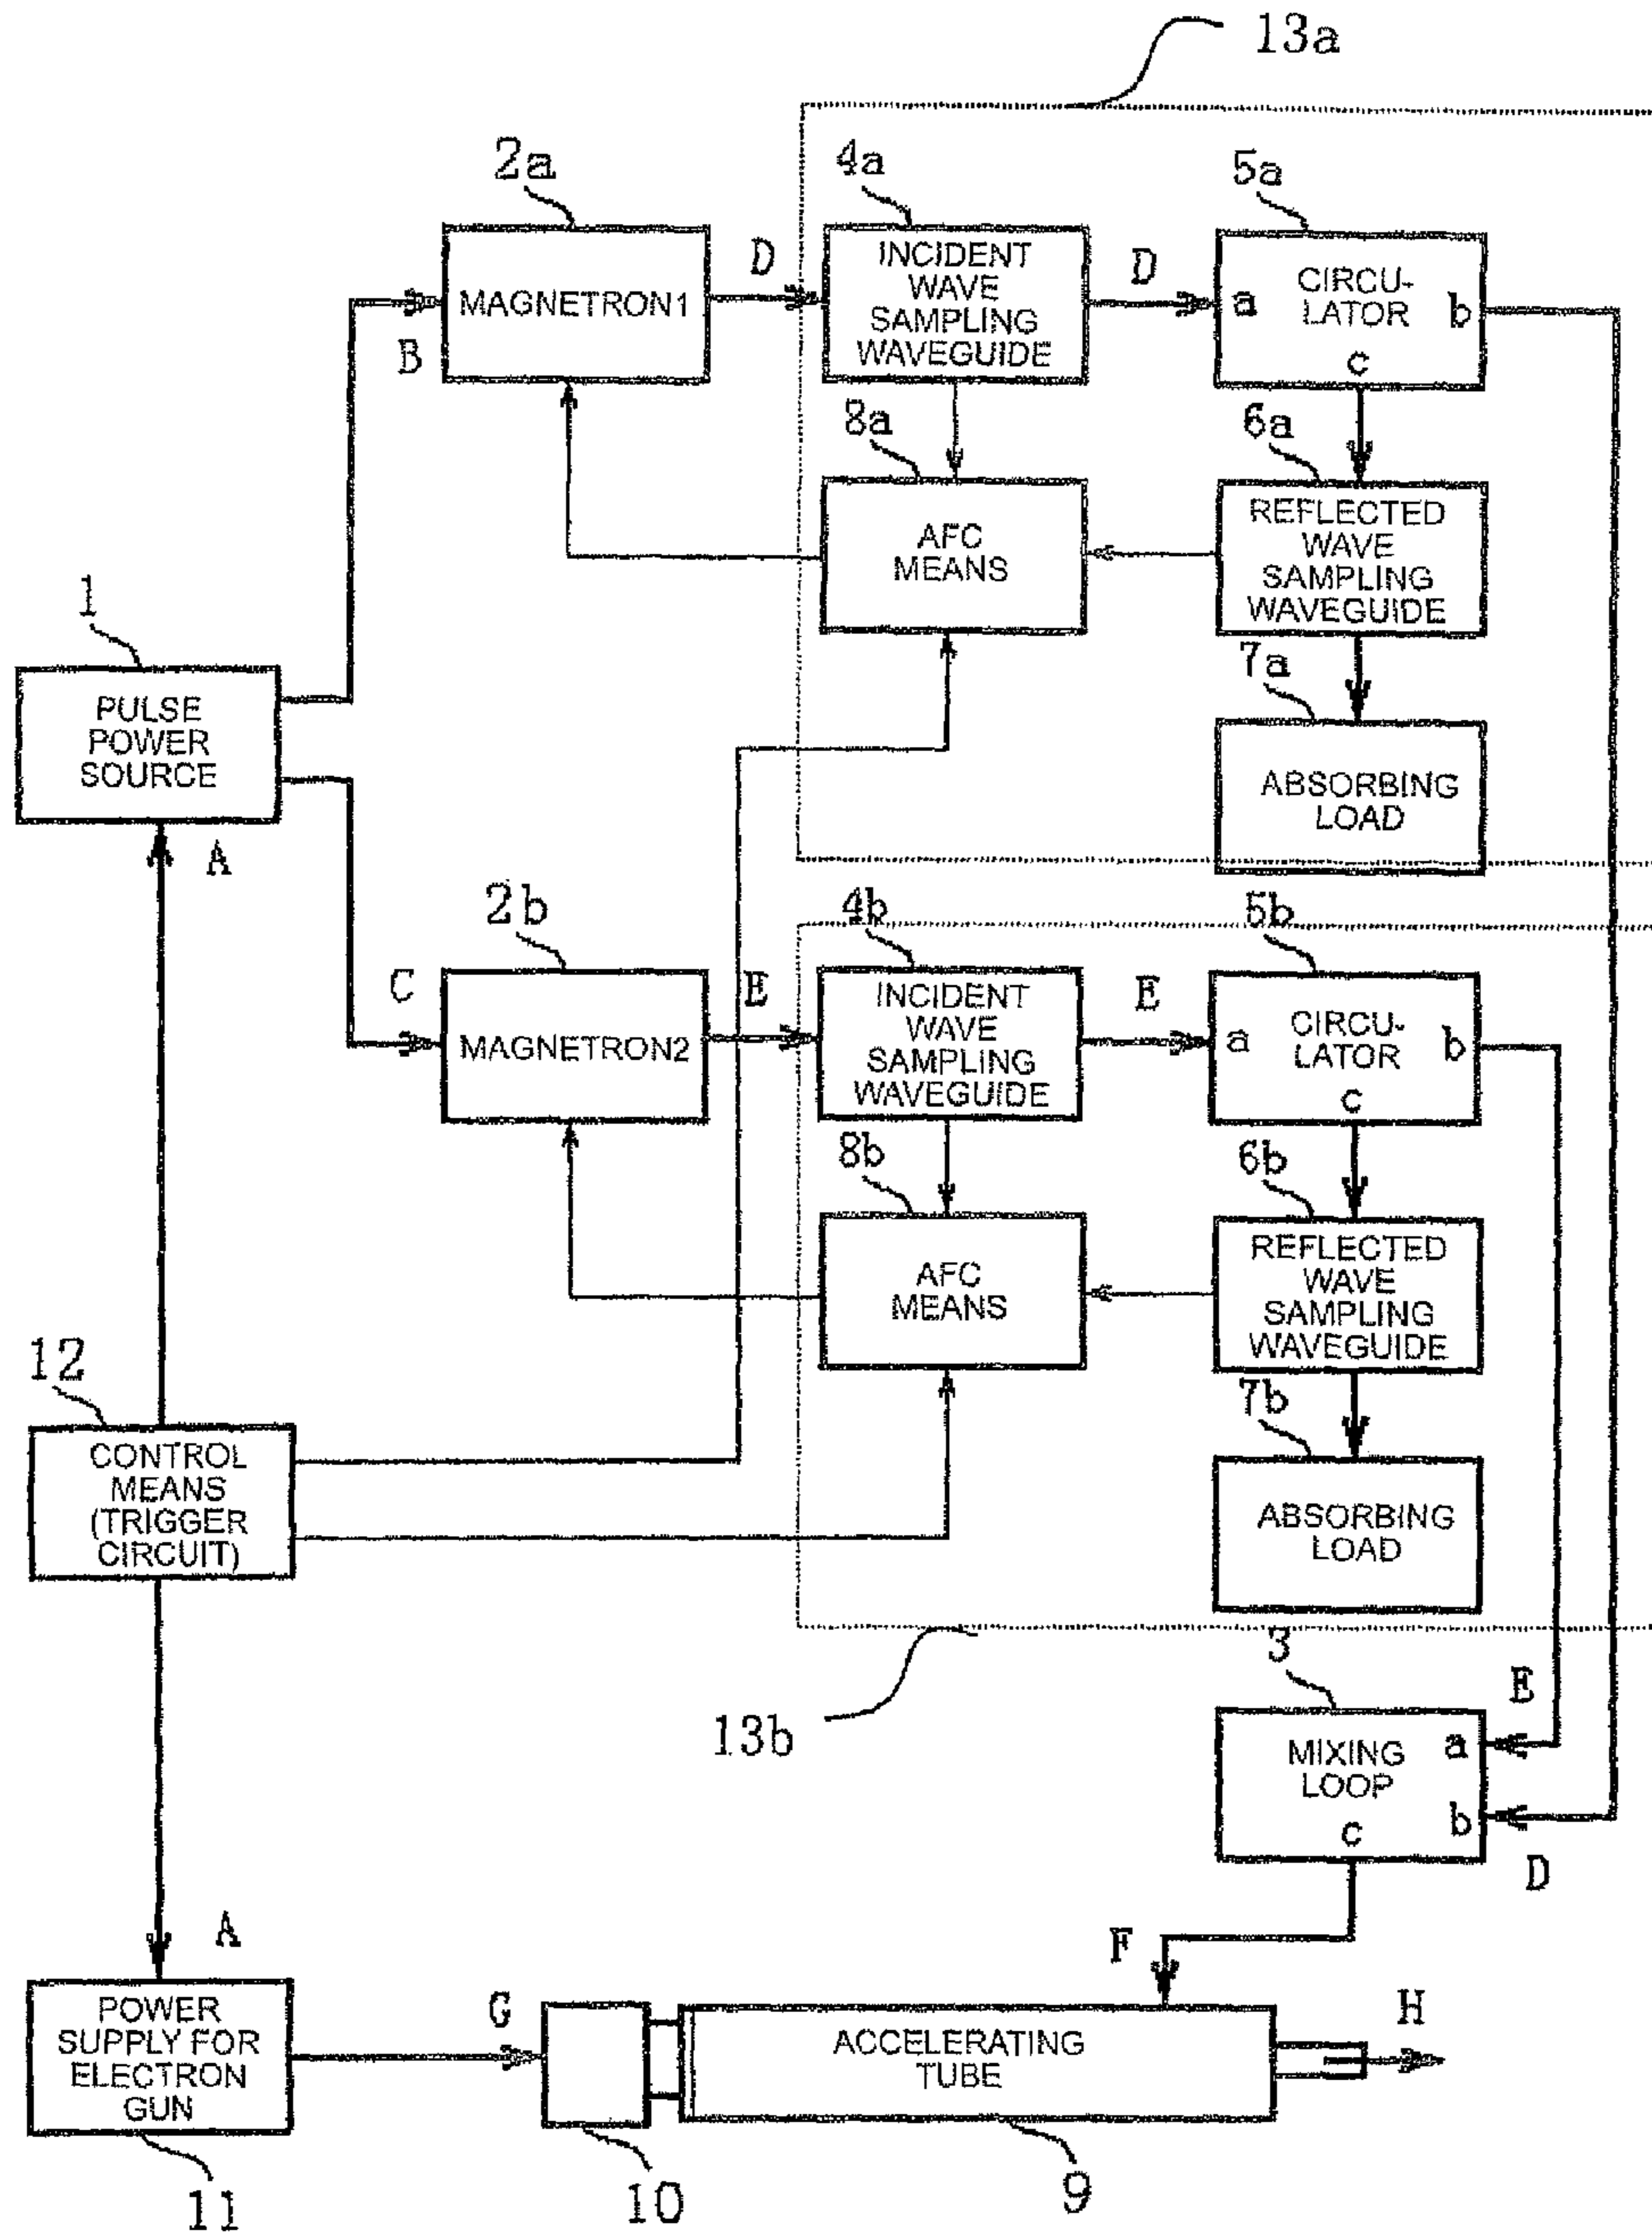 13a
2a
4a
5a
MAGNETRON1
D
INCIDENT
WAVE
SAMPLING
WAVEGUIDE
D
a
CIRCU-
LATOR
b
c
B
8a
6a
AFC
MEANS
REFLECTED
WAVE
SAMPLING
WAVEGUIDE
1
PULSE
POWER
SOURCE
7a
ABSORBING
LOAD
A
2b
4b
5b
C
MAGNETRON2
E
INCIDENT
WAVE
SAMPLING
WAVEGUIDE
E
a
CIRCU-
LATOR
b
c
8b
6b
AFC
MEANS
REFLECTED
WAVE
SAMPLING
WAVEGUIDE
12
CONTROL
MEANS
(TRIGGER
CIRCUIT)
7b
ABSORBING
LOAD
13b
3
E
MIXING
LOOP
a
b
c
D
A
F
POWER
SUPPLY FOR
ELECTRON
GUN
G
ACCELERATING
TUBE
H
11
10
9